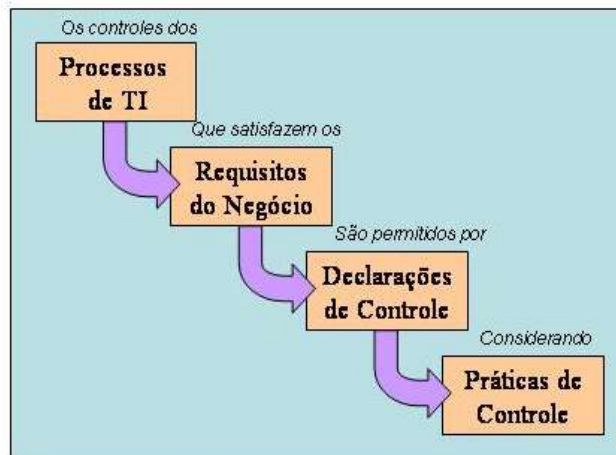 Os controles dos
Processos
de TI
Que satisfazem os
Requisitos
do Negócio
São permitidos por
Declarações
de Controle
Considerando
Práticas de
Controle